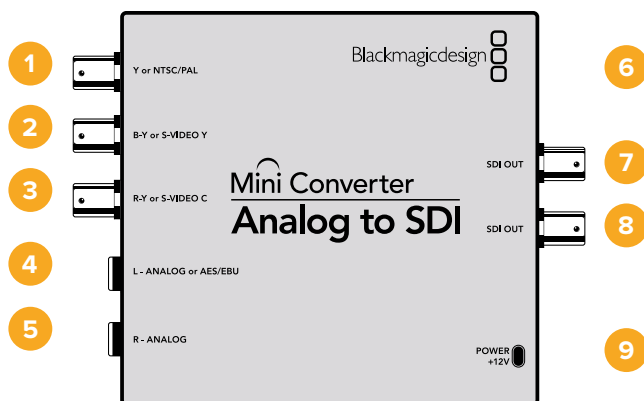 1
Y or NTSC/PAL
Blackmagicdesign
6
2
B-Y or S-VIDEO Y
SDI OUT
7
3
R-Y or S-VIDEO C
Mini Converter
Analog to SDI
SDI OUT
8
4
L - ANALOG or AES/EBU
5
R - ANALOG
POWER
+12V
9